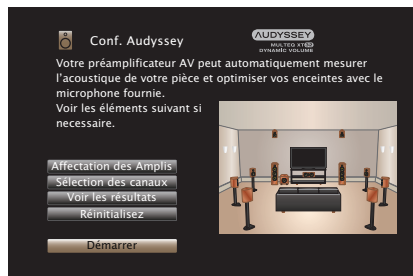 Conf. Audyssey
AUDYSSEY
MULTEQ XT32
DYNAMIC VOLUME
Votre préamplificateur AV peut automatiquement mesurer
l'acoustique de votre pièce et optimiser vos enceintes avec le
microphone fournie.
Voir les éléments suivant si
necessaire.
Affectation des Amplis
Sélection des canaux
Voir les résultats
Réinitialisez
Démarrer